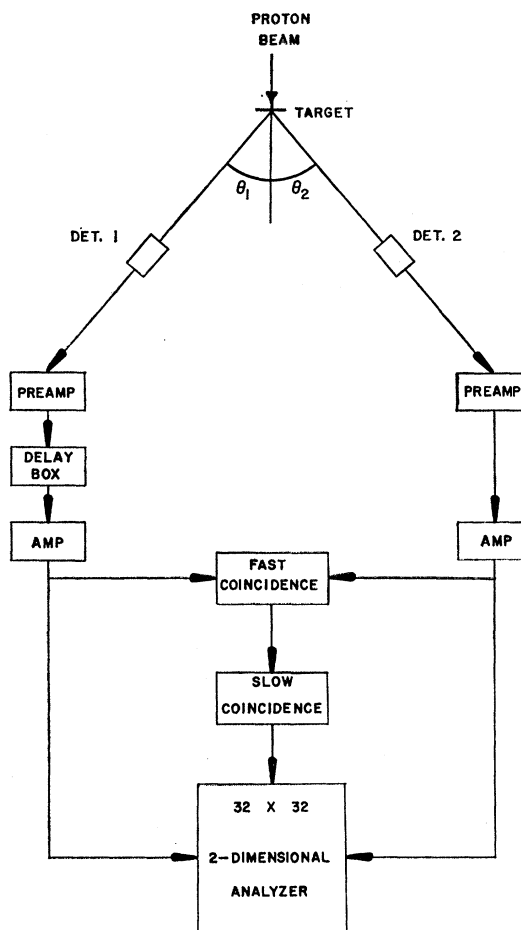 PROTON
BEAM
TARGET
θ1 θ2
DET. 1
DET. 2
PREAMP
PREAMP
DELAY
BOX
AMP
AMP
FAST
COINCIDENCE
SLOW
COINCIDENCE
32 X 32
2-DIMENSIONAL
ANALYZER